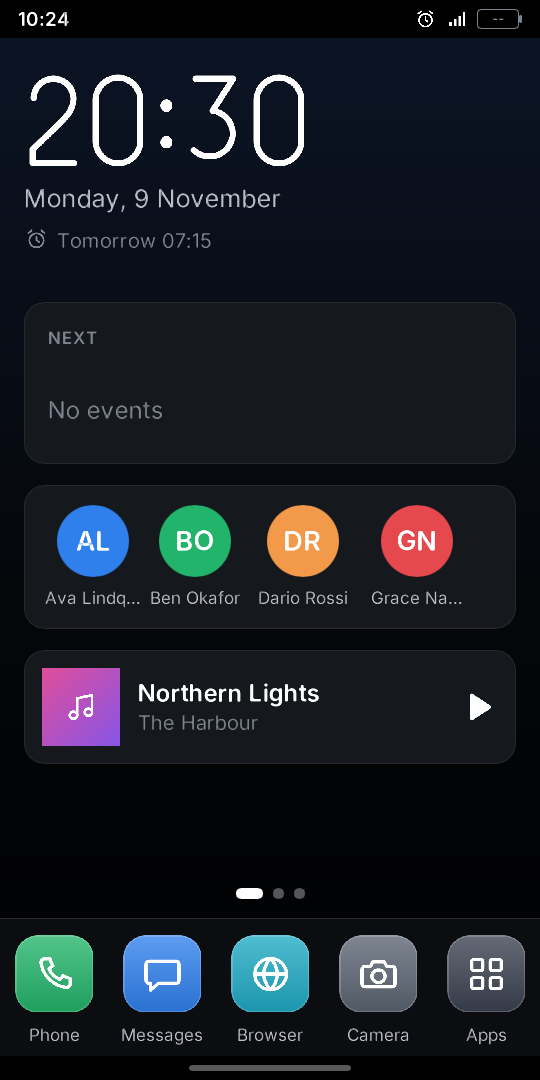 10:24
--
20:30
Monday, 9 November
Tomorrow 07:15
NEXT
No events
AL BO DR GN
Ava Lindq... Ben Okafor Dario Rossi Grace Na...
Northern Lights
The Harbour
Phone Messages Browser Camera Apps